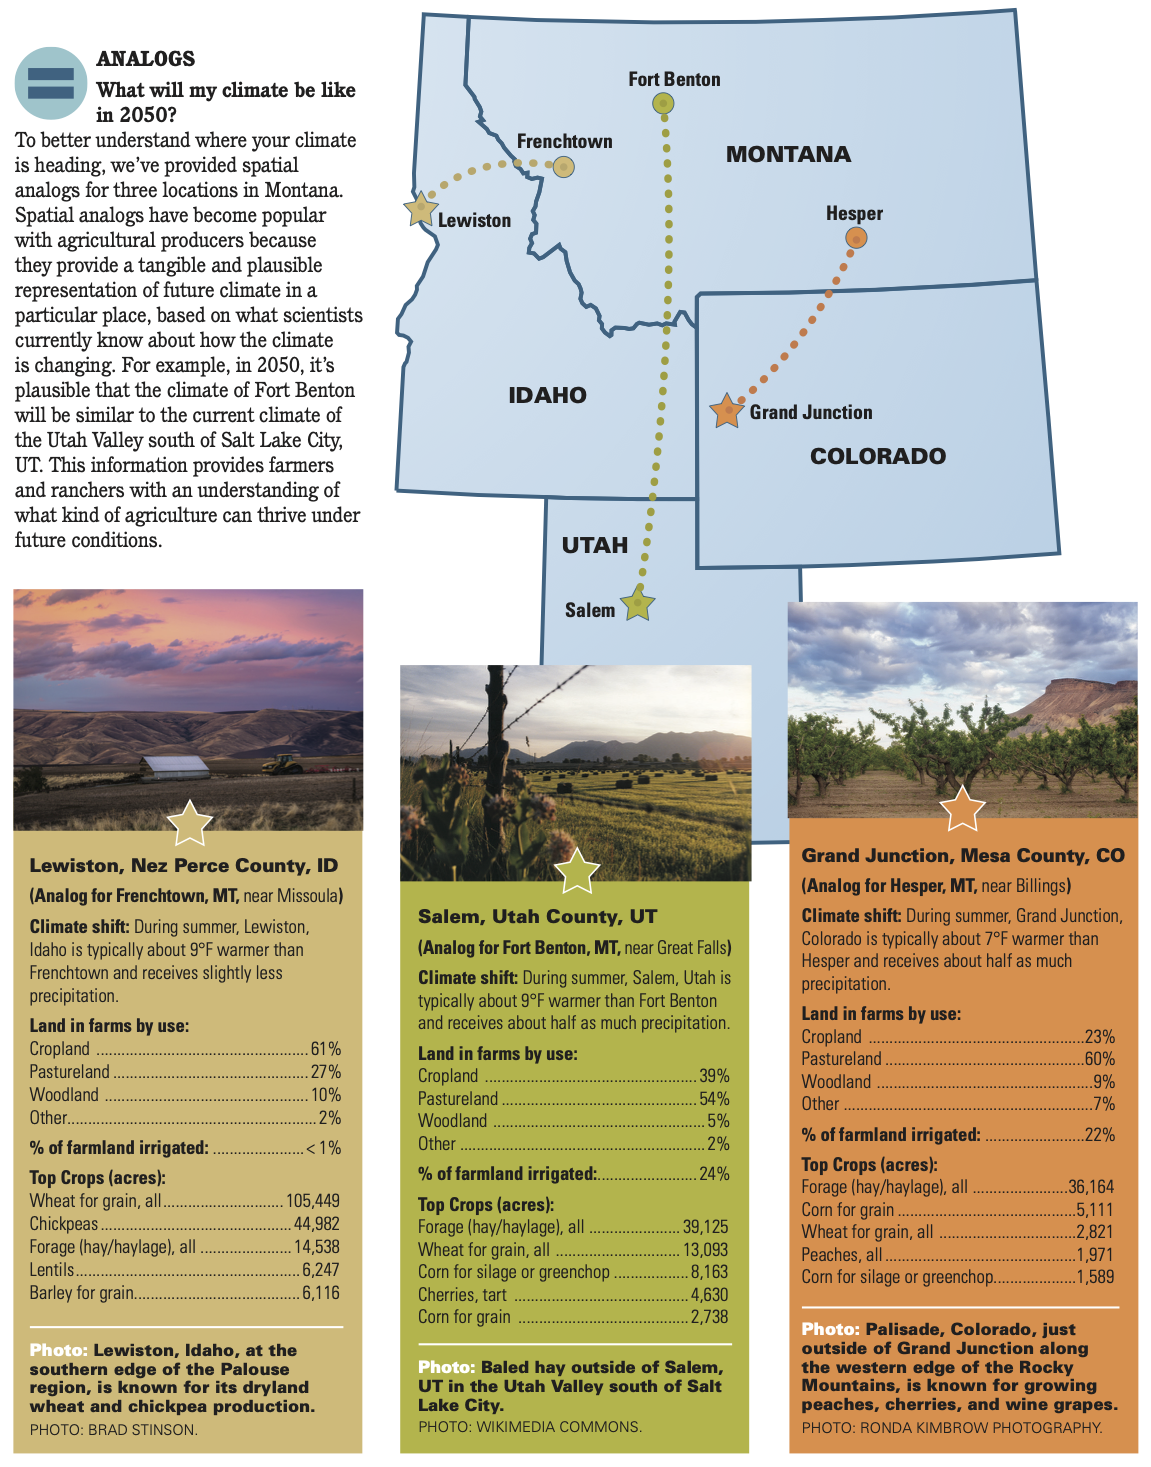 ANALOGS
What will my climate be like
in 2050?
To better understand where your climate
is heading, we've provided spatial
analogs for three locations in Montana.
Spatial analogs have become popular
with agricultural producers because
they provide a tangible and plausible
representation of future climate in a
particular place, based on what scientists
currently know about how the climate
is changing. For example, in 2050, it's
plausible that the climate of Fort Benton
will be similar to the current climate of
the Utah Valley south of Salt Lake City,
UT. This information provides farmers
and ranchers with an understanding of
what kind of agriculture can thrive under
future conditions.
Fort Benton
Frenchtown
MONTANA
Lewiston
Hesper
IDAHO
Grand Junction
COLORADO
UTAH
Salem
Lewiston, Nez Perce County, ID
(Analog for Frenchtown, MT, near Missoula)
Climate shift: During summer, Lewiston,
Idaho is typically about 9°F warmer than
Frenchtown and receives slightly less
precipitation.
Land in farms by use:
Cropland ................................................. 61%
Pastureland ............................................. 27%
Woodland ............................................... 10%
Other......................................................... 2%
% of farmland irrigated: ..................... < 1%
Top Crops (acres):
Wheat for grain, all............................ 105,449
Chickpeas ............................................ 44,982
Forage (hay/haylage), all ..................... 14,538
Lentils.................................................... 6,247
Barley for grain....................................... 6,116
Photo: Lewiston, Idaho, at the
southern edge of the Palouse
region, is known for its dryland
wheat and chickpea production.
PHOTO: BRAD STINSON.
Salem, Utah County, UT
(Analog for Fort Benton, MT, near Great Falls)
Climate shift: During summer, Salem, Utah is
typically about 9°F warmer than Fort Benton
and receives about half as much precipitation.
Land in farms by use:
Cropland ................................................. 39%
Pastureland ............................................. 54%
Woodland ................................................. 5%
Other ........................................................ 2%
% of farmland irrigated:....................... 24%
Top Crops (acres):
Forage (hay/haylage), all ..................... 39,125
Wheat for grain, all ............................. 13,093
Corn for silage or greenchop ................. 8,163
Cherries, tart ........................................ 4,630
Corn for grain ....................................... 2,738
Photo: Baled hay outside of Salem,
UT in the Utah Valley south of Salt
Lake City.
PHOTO: WIKIMEDIA COMMONS.
Grand Junction, Mesa County, CO
(Analog for Hesper, MT, near Billings)
Climate shift: During summer, Grand Junction,
Colorado is typically about 7°F warmer than
Hesper and receives about half as much
precipitation.
Land in farms by use:
Cropland ..................................................23%
Pastureland ..............................................60%
Woodland ..................................................9%
Other .........................................................7%
% of farmland irrigated: .......................22%
Top Crops (acres):
Forage (hay/haylage), all ......................36,164
Corn for grain .........................................5,111
Wheat for grain, all ................................2,821
Peaches, all ............................................1,971
Corn for silage or greenchop...................1,589
Photo: Palisade, Colorado, just
outside of Grand Junction along
the western edge of the Rocky
Mountains, is known for growing
peaches, cherries, and wine grapes.
PHOTO: RONDA KIMBROW PHOTOGRAPHY.